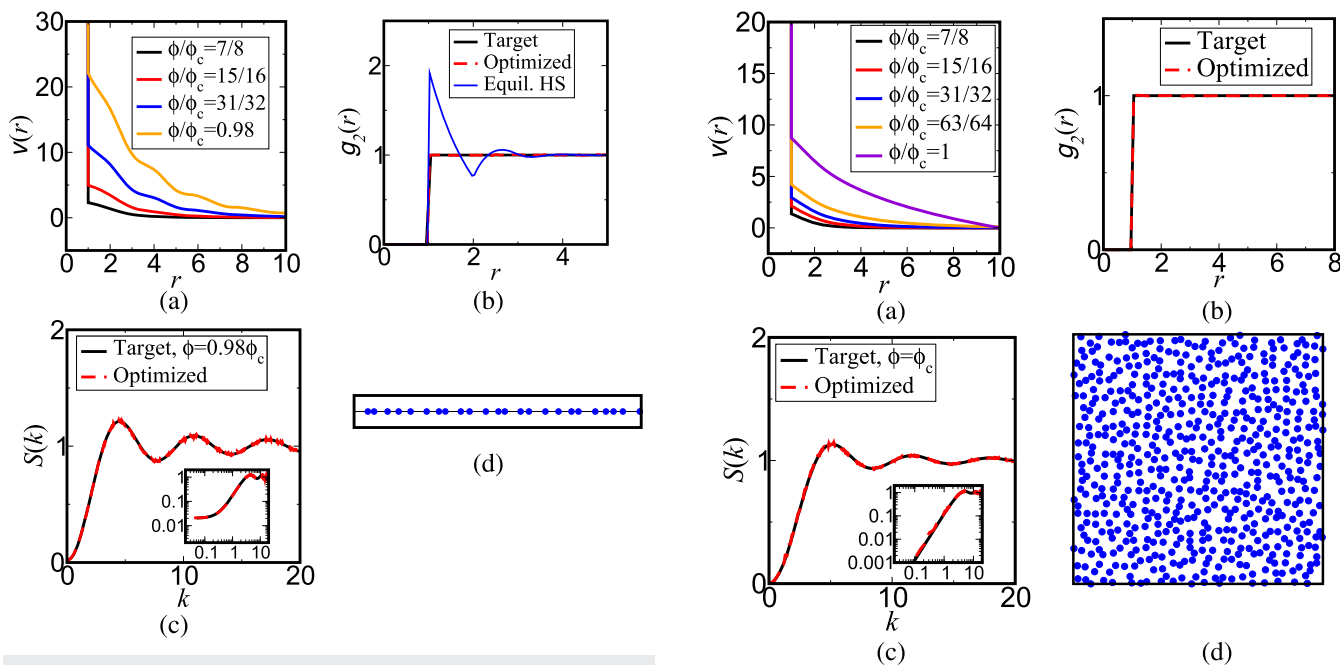 30
20
10
0
v(r)
ϕ/ϕc=7/8
ϕ/ϕc=15/16
ϕ/ϕc=31/32
ϕ/ϕc=0.98
0 2 4 6 8 10
r
(a)
2
1
0
g2(r)
Target
Optimized
Equil. HS
0 2 4
r
(b)
2
1
0
S(k)
Target, ϕ=0.98ϕc
Optimized
1
0.1
0.01
0.1 1 10
0 10 20
k
(c)
(d)
20
15
10
5
0
v(r)
ϕ/ϕc=7/8
ϕ/ϕc=15/16
ϕ/ϕc=31/32
ϕ/ϕc=63/64
ϕ/ϕc=1
0 2 4 6 8 10
r
(a)
1
0
g2(r)
Target
Optimized
0 2 4 6 8
r
(b)
2
1
0
S(k)
Target, ϕ=ϕc
Optimized
1
0.1
0.01
0.001
0.1 1 10
0 10 20
k
(c)
(d)